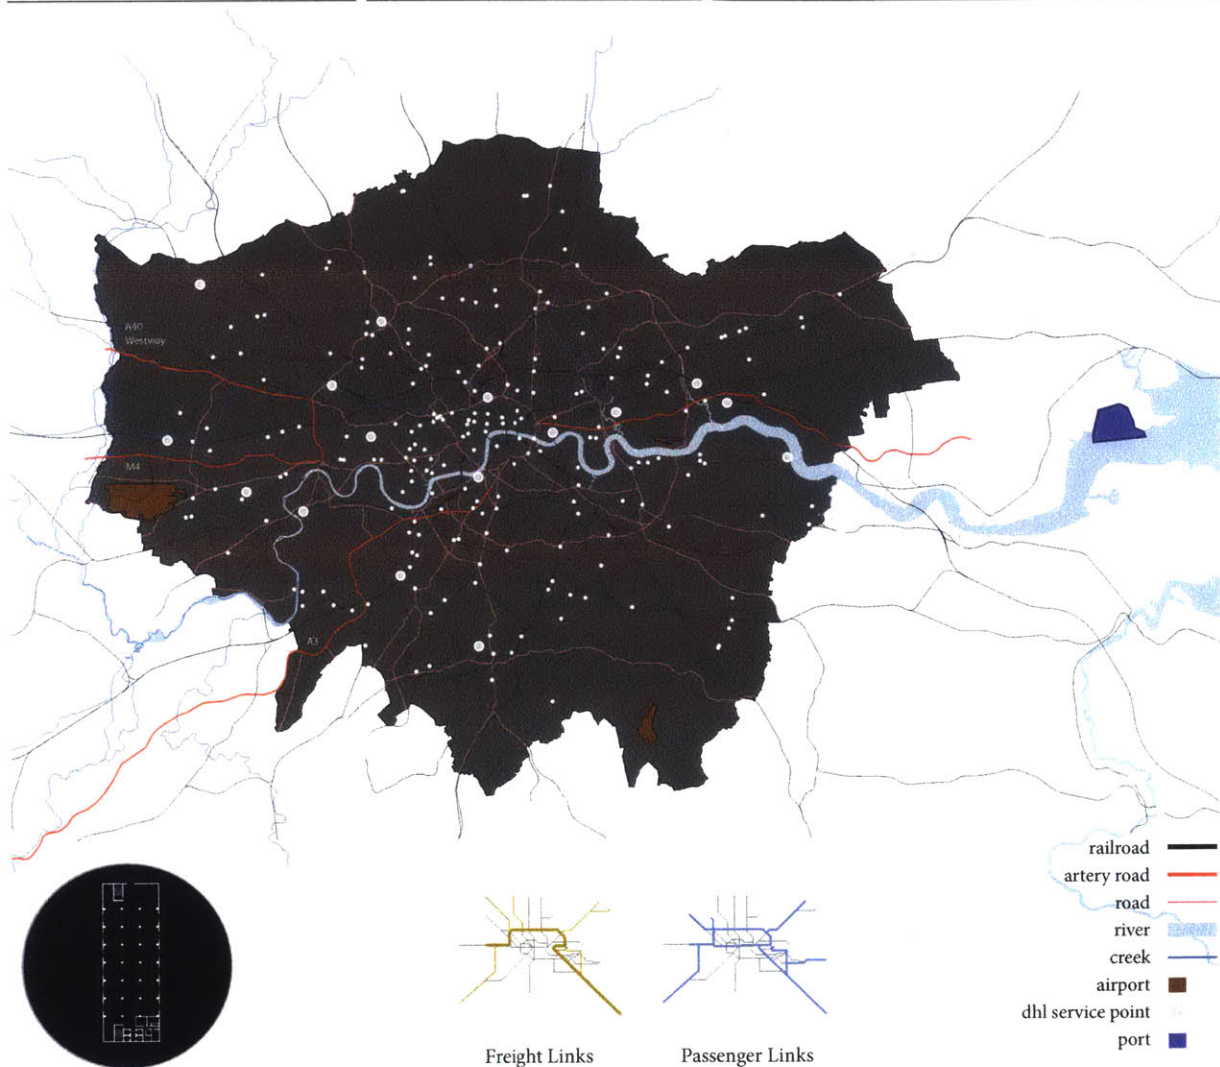 A40
Westway
M4
A3
railroad
artery road
road
river
creek
airport
dhl service point
port
Freight Links
Passenger Links